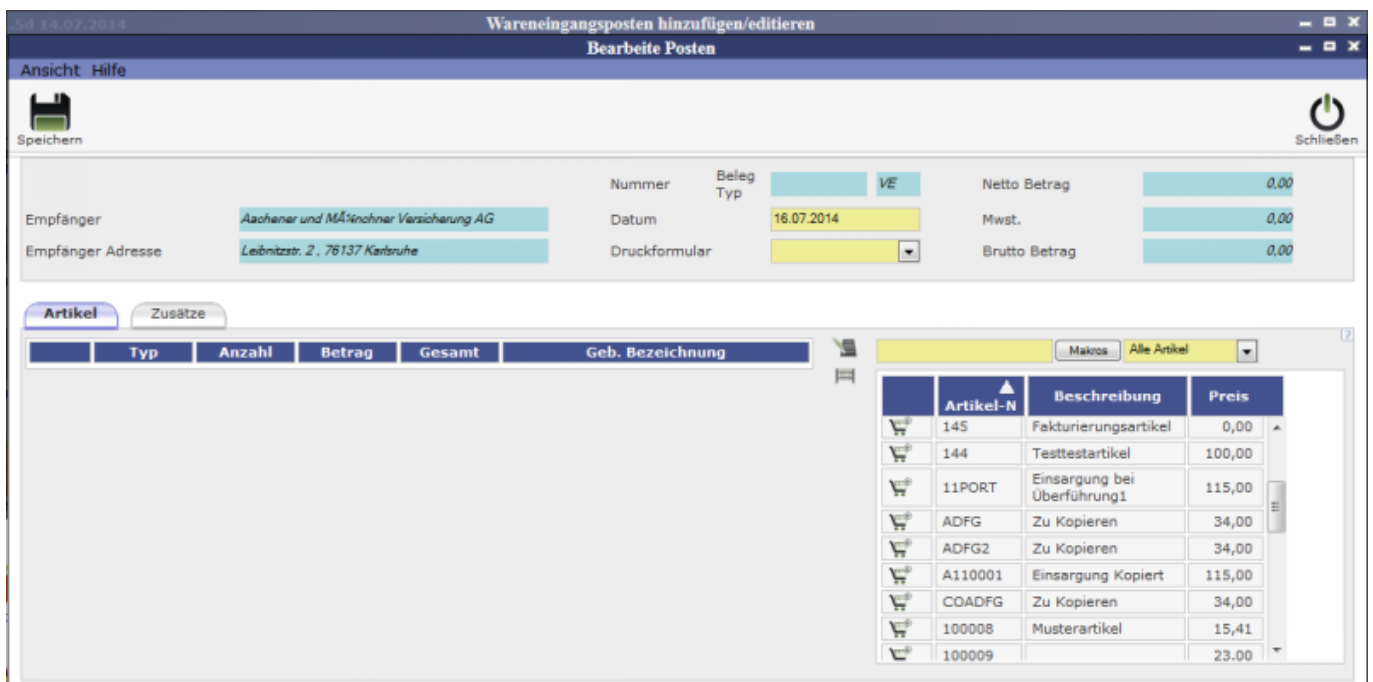 .5d 14.07.2014 Wareneingangsposten hinzufügen/editieren
Bearbeite Posten
Ansicht Hilfe
Speichern Schließen
Nummer Beleg Typ VE Netto Betrag 0,00
Empfänger Aachener und MÃ¼nchner Versicherung AG Datum 16.07.2014 Mwst. 0,00
Empfänger Adresse Leibnitzstr. 2 , 76137 Karlsruhe Druckformular Brutto Betrag 0,00
Artikel Zusätze
Typ Anzahl Betrag Gesamt Geb. Bezeichnung
Makros Alle Artikel
Artikel-N Beschreibung Preis
145 Fakturierungsartikel 0,00
144 Testtestartikel 100,00
11PORT Einsargung bei
Überführung1 115,00
ADFG Zu Kopieren 34,00
ADFG2 Zu Kopieren 34,00
A110001 Einsargung Kopiert 115,00
COADFG Zu Kopieren 34,00
100008 Musterartikel 15,41
100009 23,00